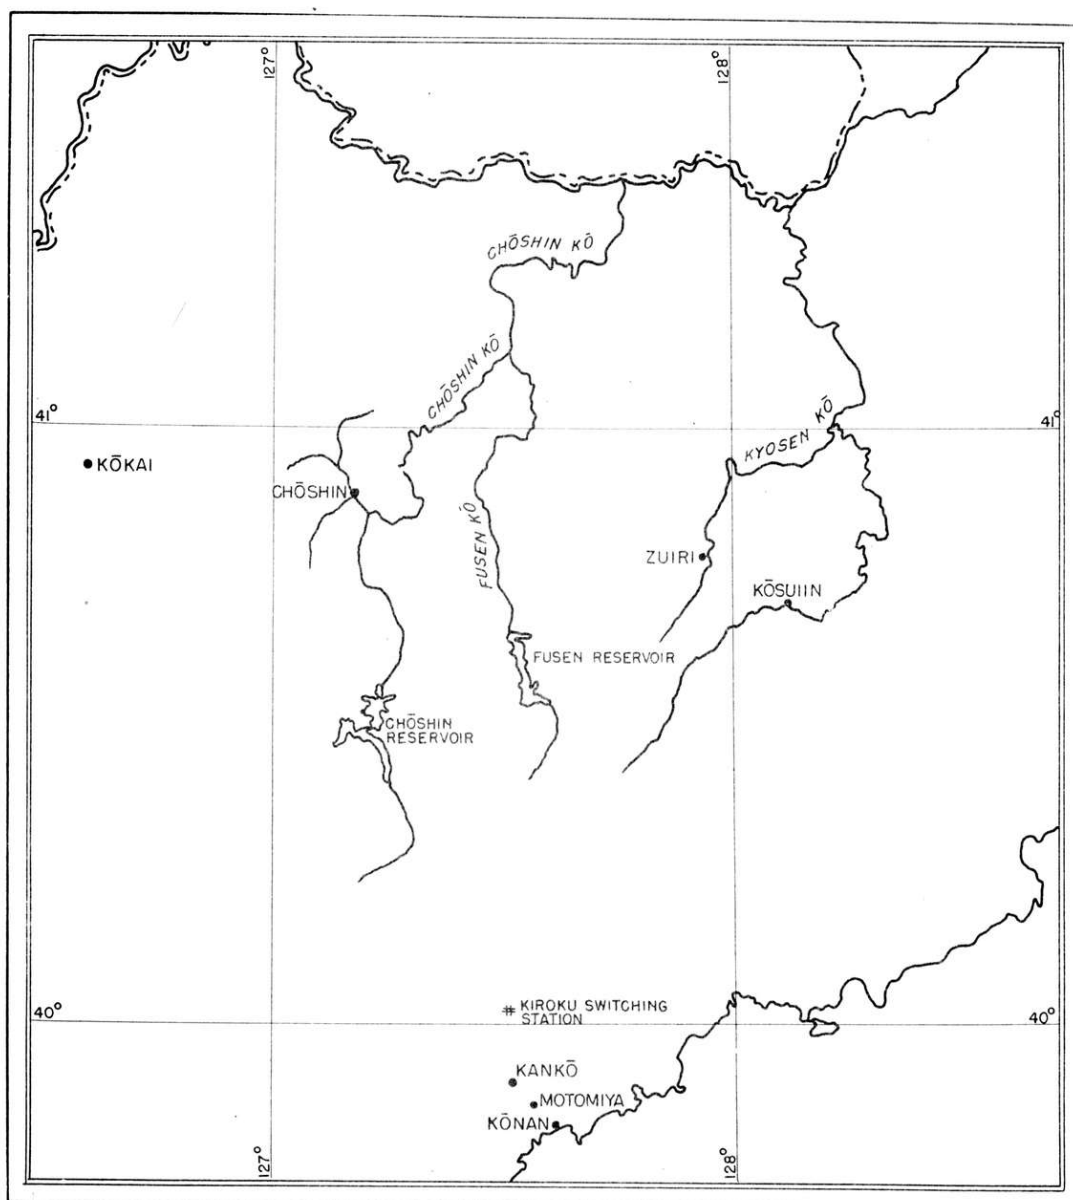 127°
128°
CHŌSHIN KŌ
CHŌSHIN KŌ
41°
41°
KYOSEN KŌ
KŌKAI
CHŌSHIN
FUSEN KŌ
ZUIRI
KŌSUIIN
FUSEN RESERVOIR
CHŌSHIN
RESERVOIR
40°
# KIROKU SWITCHING
STATION
40°
KANKŌ
MOTOMIYA
KŌNAN
127°
128°